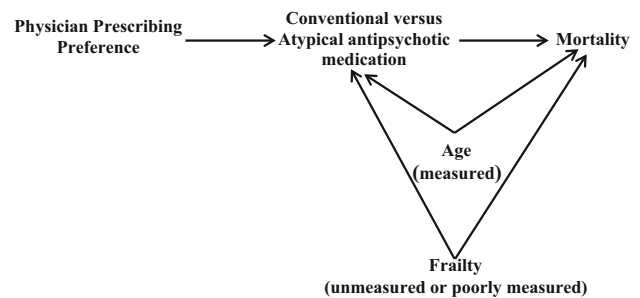 Physician Prescribing
Preference
Conventional versus
Atypical antipsychotic
medication
Mortality
Age
(measured)
Frailty
(unmeasured or poorly measured)